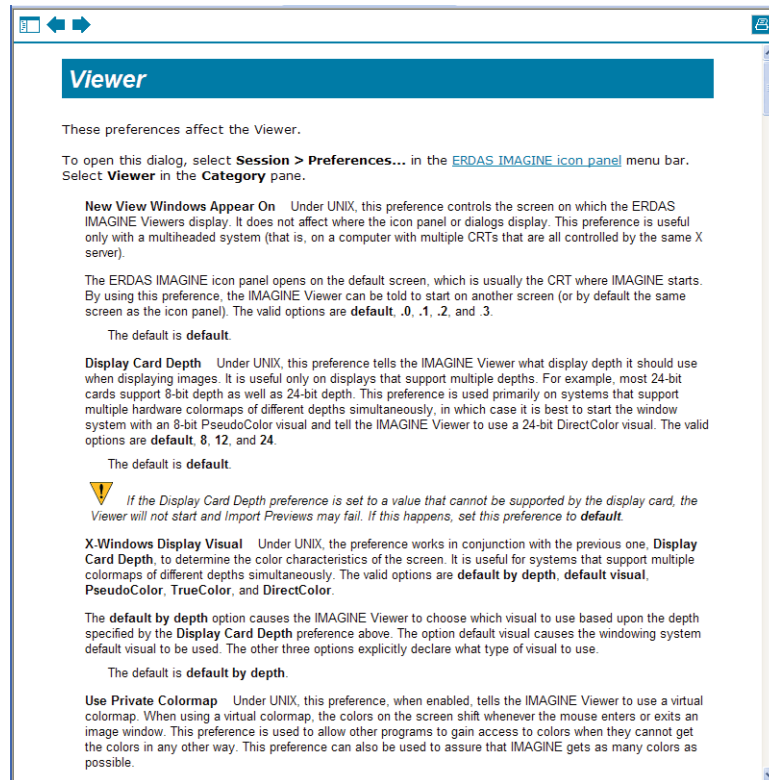 Viewer
These preferences affect the Viewer.
To open this dialog, select Session > Preferences... in the ERDAS IMAGINE icon panel menu bar.
Select Viewer in the Category pane.
New View Windows Appear On Under UNIX, this preference controls the screen on which the ERDAS
IMAGINE Viewers display. It does not affect where the icon panel or dialogs display. This preference is useful
only with a multiheaded system (that is, on a computer with multiple CRTs that are all controlled by the same X
server).
The ERDAS IMAGINE icon panel opens on the default screen, which is usually the CRT where IMAGINE starts.
By using this preference, the IMAGINE Viewer can be told to start on another screen (or by default the same
screen as the icon panel). The valid options are default, .0, .1, .2, and .3.
The default is default.
Display Card Depth Under UNIX, this preference tells the IMAGINE Viewer what display depth it should use
when displaying images. It is useful only on displays that support multiple depths. For example, most 24-bit
cards support 8-bit depth as well as 24-bit depth. This preference is used primarily on systems that support
multiple hardware colormaps of different depths simultaneously, in which case it is best to start the window
system with an 8-bit PseudoColor visual and tell the IMAGINE Viewer to use a 24-bit DirectColor visual. The valid
options are default, 8, 12, and 24.
The default is default.
If the Display Card Depth preference is set to a value that cannot be supported by the display card, the
Viewer will not start and Import Previews may fail. If this happens, set this preference to default.
X-Windows Display Visual Under UNIX, the preference works in conjunction with the previous one, Display
Card Depth, to determine the color characteristics of the screen. It is useful for systems that support multiple
colormaps of different depths simultaneously. The valid options are default by depth, default visual,
PseudoColor, TrueColor, and DirectColor.
The default by depth option causes the IMAGINE Viewer to choose which visual to use based upon the depth
specified by the Display Card Depth preference above. The option default visual causes the windowing system
default visual to be used. The other three options explicitly declare what type of visual to use.
The default is default by depth.
Use Private Colormap Under UNIX, this preference, when enabled, tells the IMAGINE Viewer to use a virtual
colormap. When using a virtual colormap, the colors on the screen shift whenever the mouse enters or exits an
image window. This preference is used to allow other programs to gain access to colors when they cannot get
the colors in any other way. This preference can also be used to assure that IMAGINE gets as many colors as
possible.